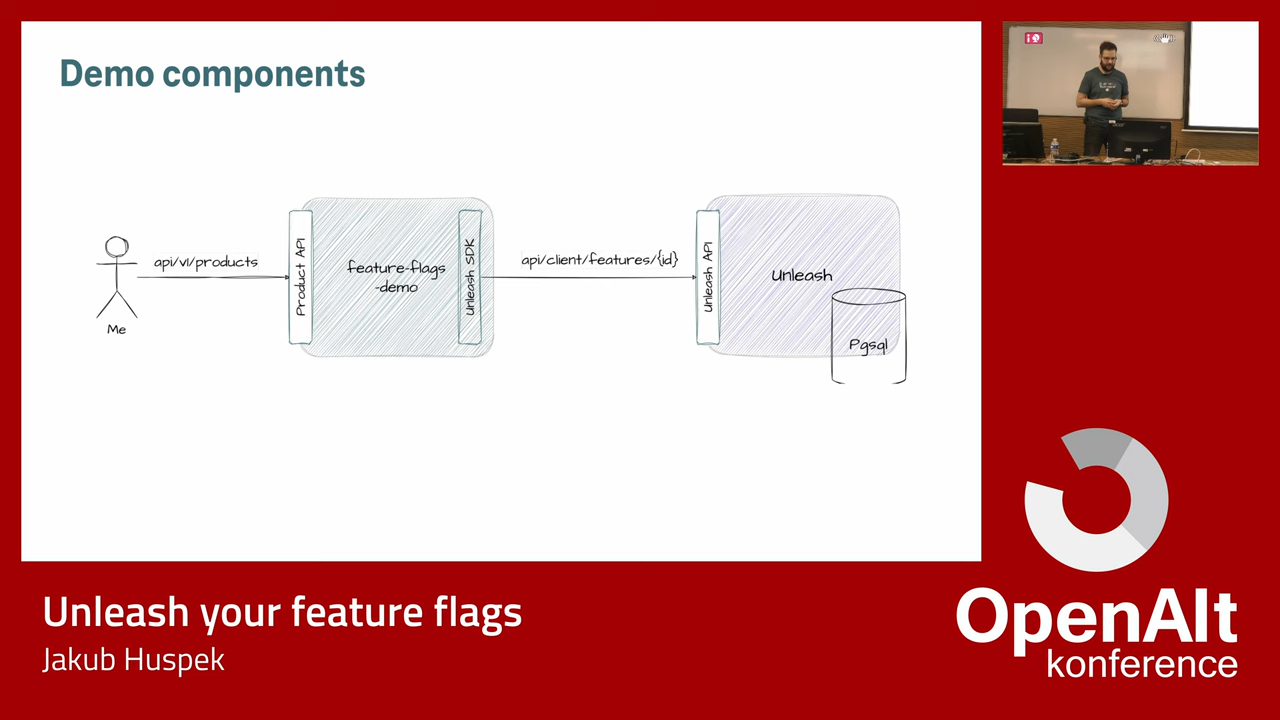 Demo components
Me
api/v1/products
Product API
feature-flags
-demo
Unleash SDK
api/client/features/{id}
Unleash API
Unleash
Pgsql
Unleash your feature flags
Jakub Huspek
OpenAlt
konference